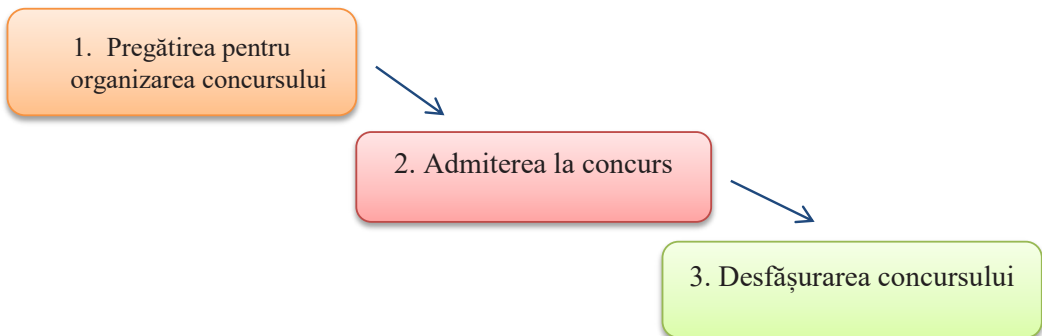 1. Pregătirea pentru
organizarea concursului
2. Admiterea la concurs
3. Desfășurarea concursului